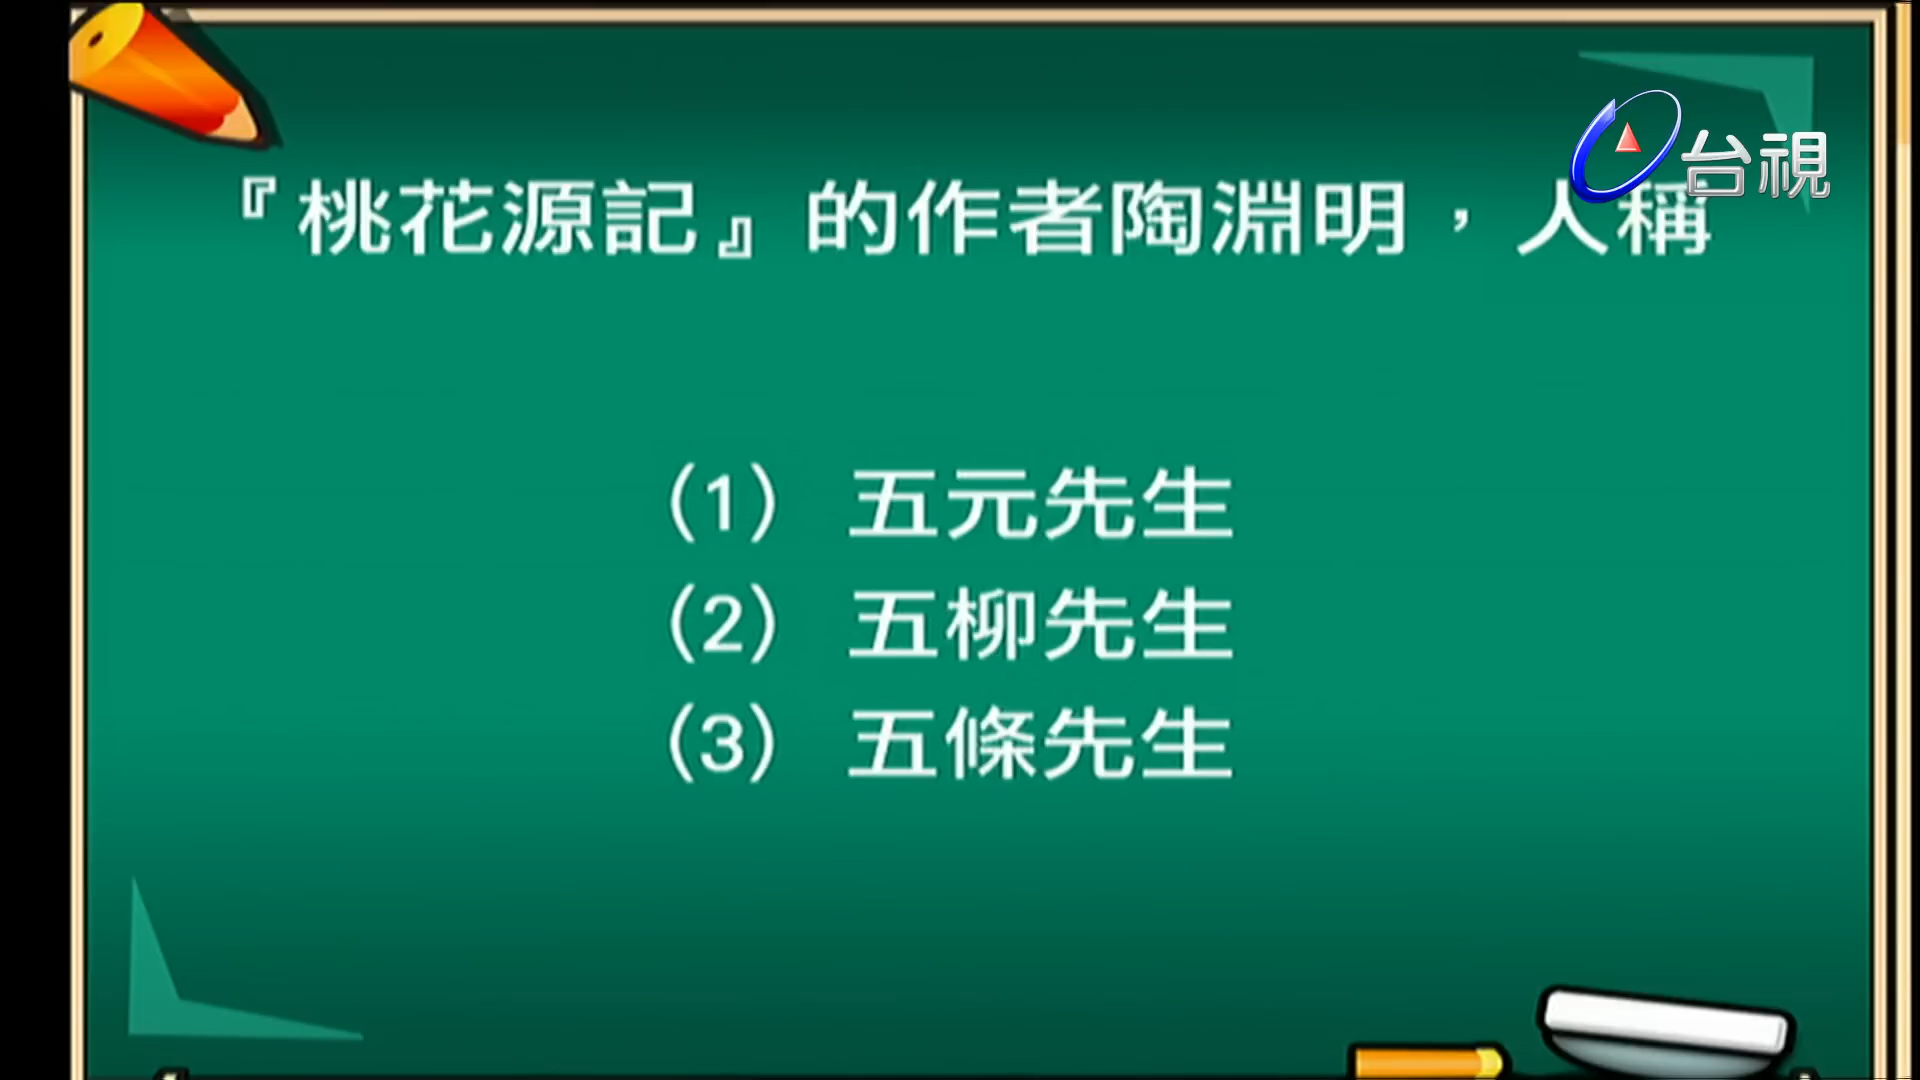 台視
『桃花源記』的作者陶淵明，人稱
（1） 五元先生
（2） 五柳先生
（3） 五條先生